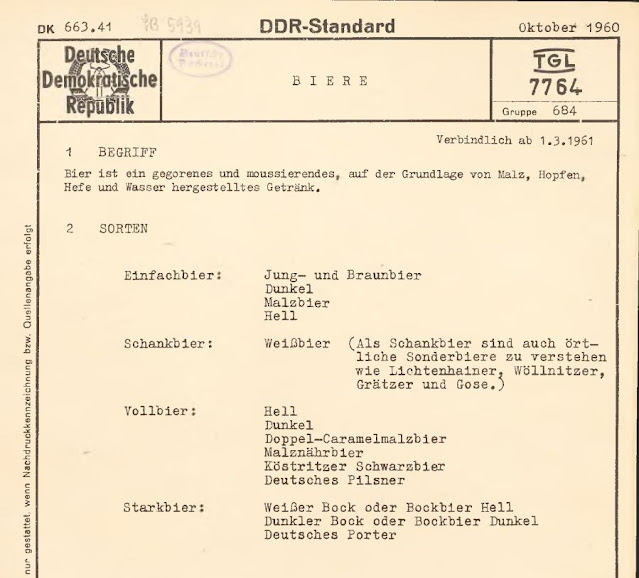 DK 663.41
DDR-Standard
Oktober 1960
Deutsche
Demokratische
Republik
BIERE
TGL
7764
Gruppe 684
Verbindlich ab 1.3.1961
1 BEGRIFF
Bier ist ein gegorenes und moussierendes, auf der Grundlage von Malz, Hopfen,
Hefe und Wasser hergestelltes Getränk.
2 SORTEN
Einfachbier: Jung- und Braunbier
Dunkel
Malzbier
Hell
Schankbier: Weißbier (Als Schankbier sind auch ört-
liche Sonderbiere zu verstehen
wie Lichtenhainer, Wöllnitzer,
Grätzer und Gose.)
Vollbier: Hell
Dunkel
Doppel-Caramelmalzbier
Malznährbier
Köstritzer Schwarzbier
Deutsches Pilsner
Starkbier: Weißer Bock oder Bockbier Hell
Dunkler Bock oder Bockbier Dunkel
Deutsches Porter
nur gestattet, wenn Nachdruckkennzeichnung bzw. Quellenangabe erfolgt